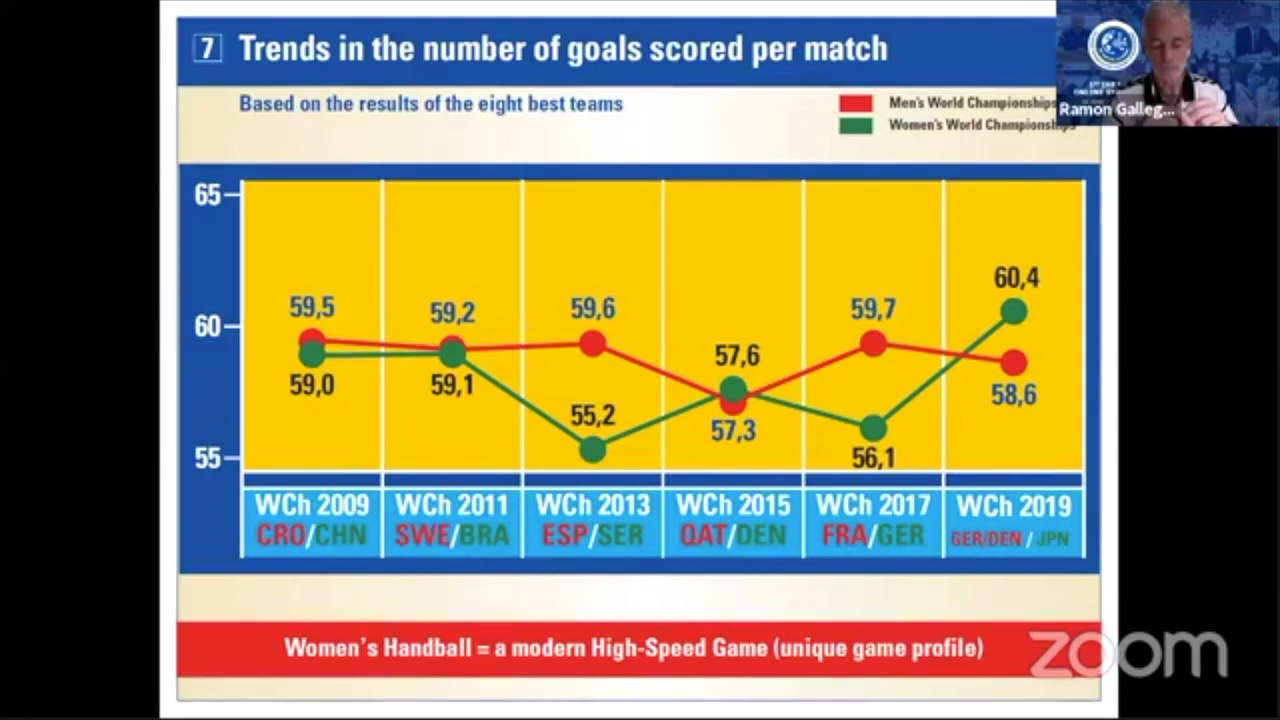 7 Trends in the number of goals scored per match
Based on the results of the eight best teams
Men's World Championships
Women's World Championships
Ramon Galleg...
65
60
55
59,5
59,2
59,6
57,6
59,7
60,4
59,0
59,1
55,2
57,3
56,1
58,6
WCh 2009
CRO/CHN
WCh 2011
SWE/BRA
WCh 2013
ESP/SER
WCh 2015
QAT/DEN
WCh 2017
FRA/GER
WCh 2019
GER/DEN / JPN
Women's Handball = a modern High-Speed Game (unique game profile)
zoom